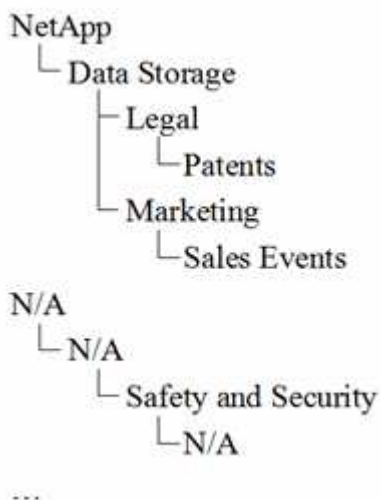 NetApp
Data Storage
Legal
Patents
Marketing
Sales Events
N/A
N/A
Safety and Security
N/A
...